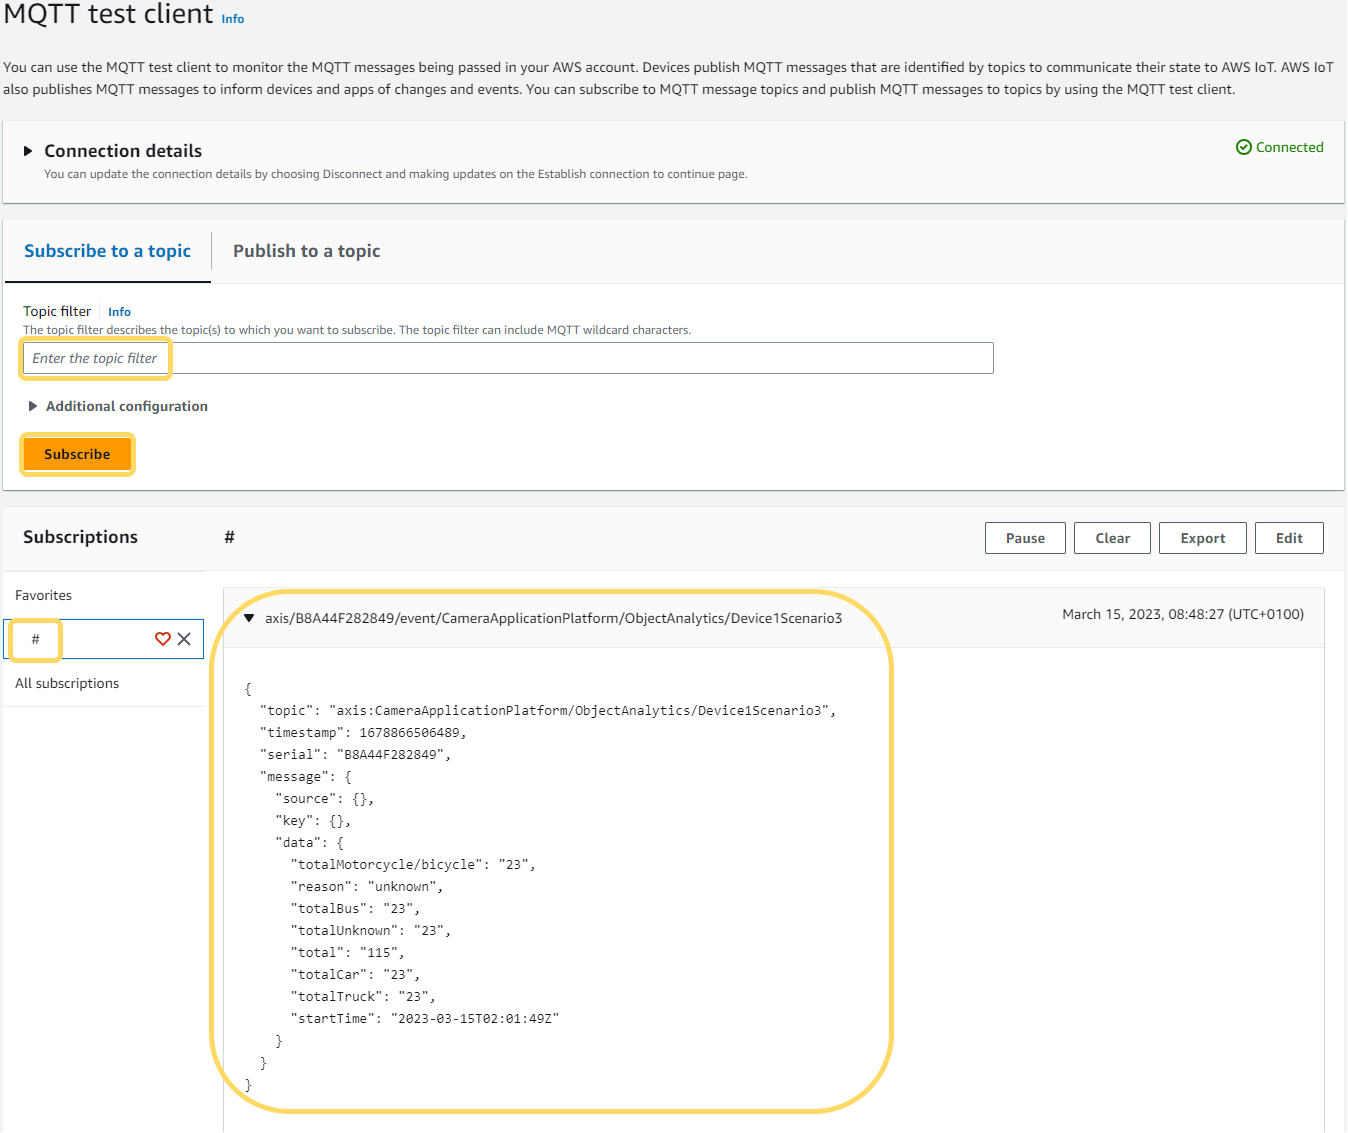 MQTT test client Info
You can use the MQTT test client to monitor the MQTT messages being passed in your AWS account. Devices publish MQTT messages that are identified by topics to communicate their state to AWS IoT. AWS IoT
also publishes MQTT messages to inform devices and apps of changes and events. You can subscribe to MQTT message topics and publish MQTT messages to topics by using the MQTT test client.
Connection details
Connected
You can update the connection details by choosing Disconnect and making updates on the Establish connection to continue page.
Subscribe to a topic
Publish to a topic
Topic filter Info
The topic filter describes the topic(s) to which you want to subscribe. The topic filter can include MQTT wildcard characters.
Enter the topic filter
Additional configuration
Subscribe
Subscriptions
#
Pause
Clear
Export
Edit
Favorites
#
All subscriptions
axis/B8A44F282849/event/CameraApplicationPlatform/ObjectAnalytics/Device1Scenario3
March 15, 2023, 08:48:27 (UTC+0100)
{
"topic": "axis:CameraApplicationPlatform/ObjectAnalytics/Device1Scenario3",
"timestamp": 1678866506489,
"serial": "B8A44F282849",
"message": {
"source": {},
"key": {},
"data": {
"totalMotorcycle/bicycle": "23",
"reason": "unknown",
"totalBus": "23",
"totalUnknown": "23",
"total": "115",
"totalCar": "23",
"totalTruck": "23",
"startTime": "2023-03-15T02:01:49Z"
}
}
}